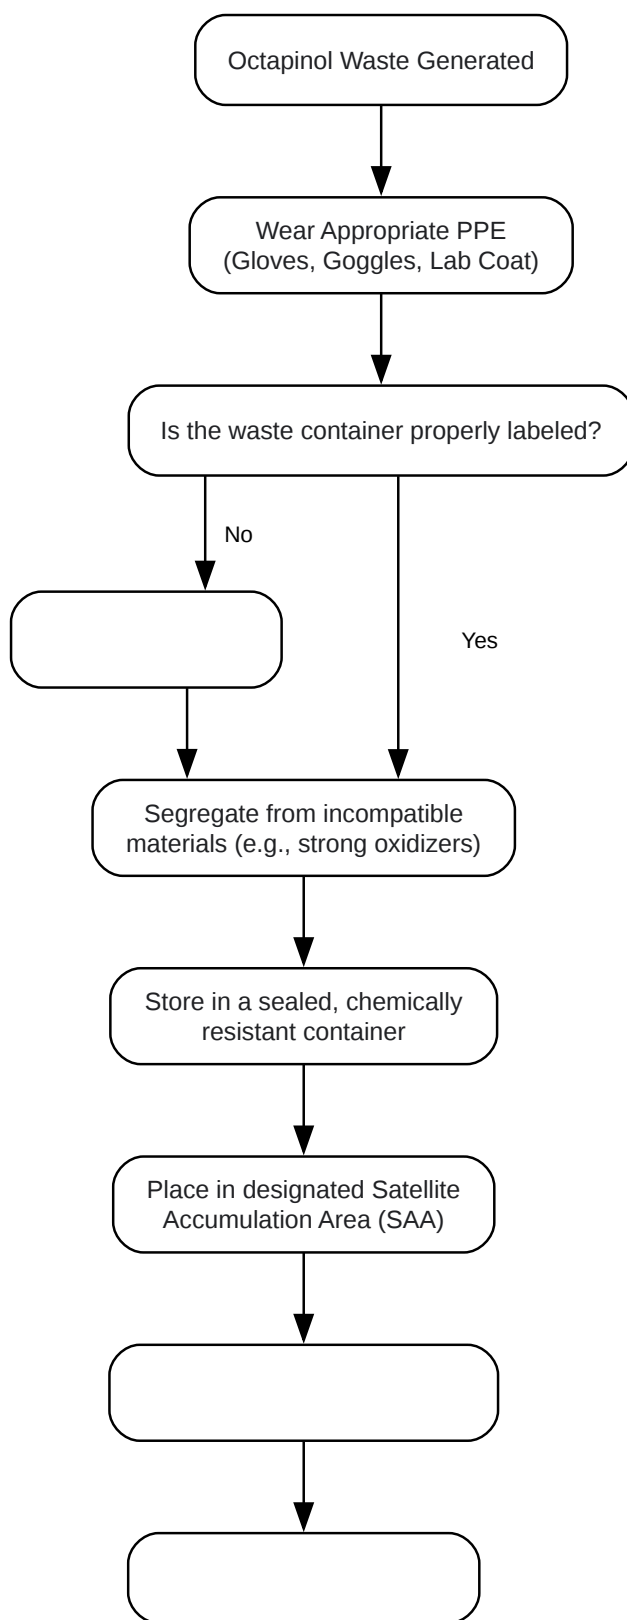 Octapinol Waste Generated
Wear Appropriate PPE
(Gloves, Goggles, Lab Coat)
Is the waste container properly labeled?
No
Yes
Segregate from incompatible
materials (e.g., strong oxidizers)
Store in a sealed, chemically
resistant container
Place in designated Satellite
Accumulation Area (SAA)